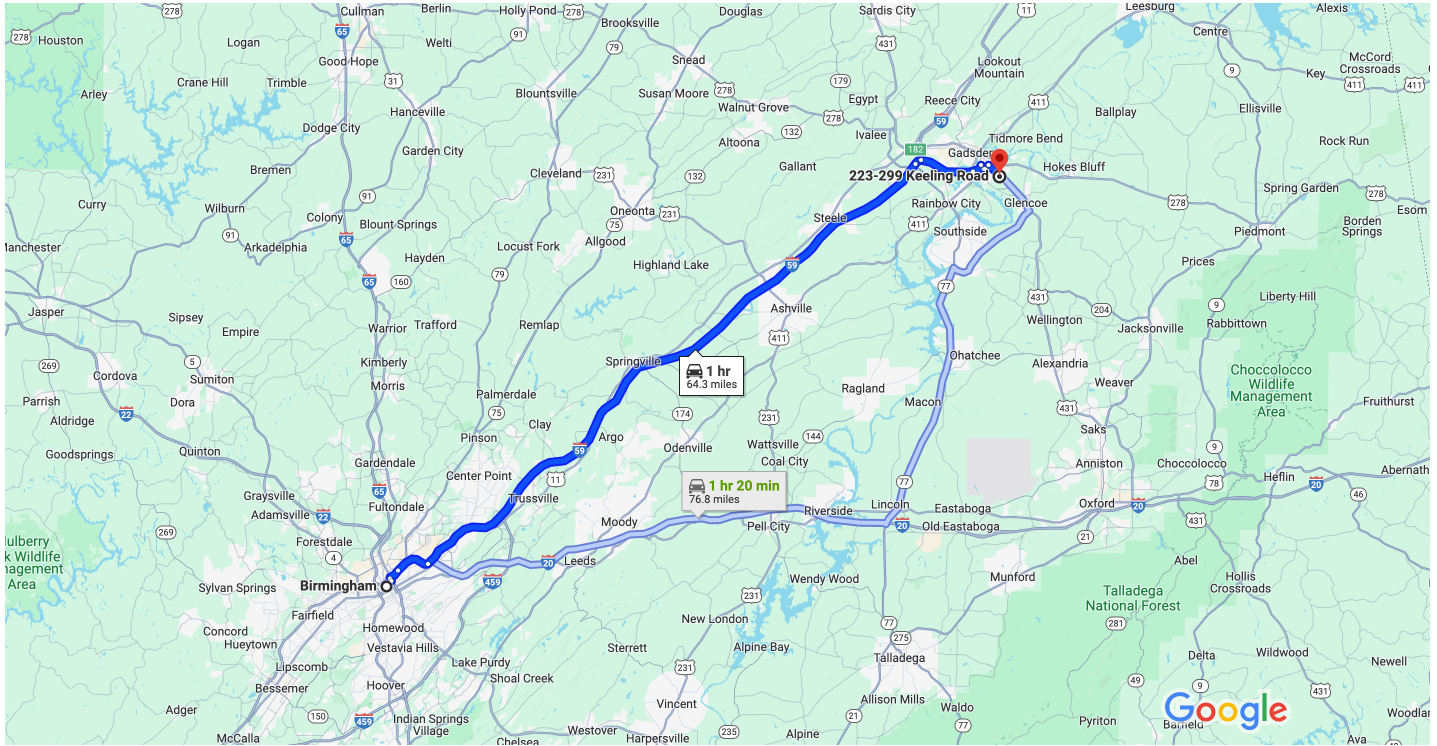 278
Cullman
Berlin
Holly Pond
278
Douglas
Sardis City
11
Leesburg
278
Alexis
278
Houston
65
Brooksville
Logan
Welti
91
79
431
Centre
Good Hope
Snead
Lookout
Mountain
McCord
Crossroads
Crane Hill
Trimble
31
179
9
Key
411
411
Arley
Blountsville
Susan Moore
278
Egypt
Reece City
411
Hanceville
Walnut Grove
278
59
Ballplay
Ellisville
Dodge City
132
Ivalee
Tidmore Bend
Rock Run
Garden City
Altoona
182
Gadsden
Bremen
Gallant
Hokes Bluff
Cleveland
231
132
223-299 Keeling Road
Spring Garden
91
Curry
Wilburn
Colony
Blount Springs
Oneonta
231
Steele
Rainbow City
Glencoe
278
278
Esom
75
411
Borden
Springs
91
65
Manchester
Arkadelphia
Allgood
Southside
Piedmont
Locust Fork
Hayden
Highland Lake
59
Prices
65
160
79
77
431
Liberty Hill
9
Jasper
Ashville
204
Rabbittown
Sipsey
Warrior
Trafford
Remlap
Wellington
Jacksonville
Empire
411
Kimberly
Springville
1 hr
64.3 miles
Ohatchee
Alexandria
5
269
Cordova
Sumiton
Morris
Ragland
Weaver
Choccolocco
Wildlife
Management
Area
Parrish
Dora
Palmerdale
Macon
Fruithurst
22
75
174
431
Aldridge
Clay
231
Saks
Pinson
Argo
Goodsprings
Quinton
59
Odenville
Wattsville
144
9
Gardendale
Coal City
Anniston
Choccolocco
Abernath
Center Point
11
78
Heflin
65
1 hr 20 min
76.8 miles
77
20
Graysville
Trussville
Lincoln
Oxford
46
Fultondale
20
Adamsville
22
Moody
Riverside
Eastaboga
431
269
Pell City
20
Old Eastaboga
Forestdale
21
Abel
4
20
Leeds
459
Munford
Hollis
Crossroads
Birmingham
Wendy Wood
Sylvan Springs
Talladega
National Forest
231
Fairfield
New London
77
281
Concord
Homewood
275
Hueytown
Vestavia Hills
Sterrett
Alpine Bay
Talladega
Delta
Wildwood
Newell
Lipscomb
Lake Purdy
231
Shoal Creek
49
9
Bessemer
Hoover
Vincent
Allison Mills
431
Adger
150
Indian Springs
Village
21
Waldo
Google
Woodlan
459
McCalla
Chelsea
Westover
Harpersville
Alpine
Pyriton
Barfield
Ava